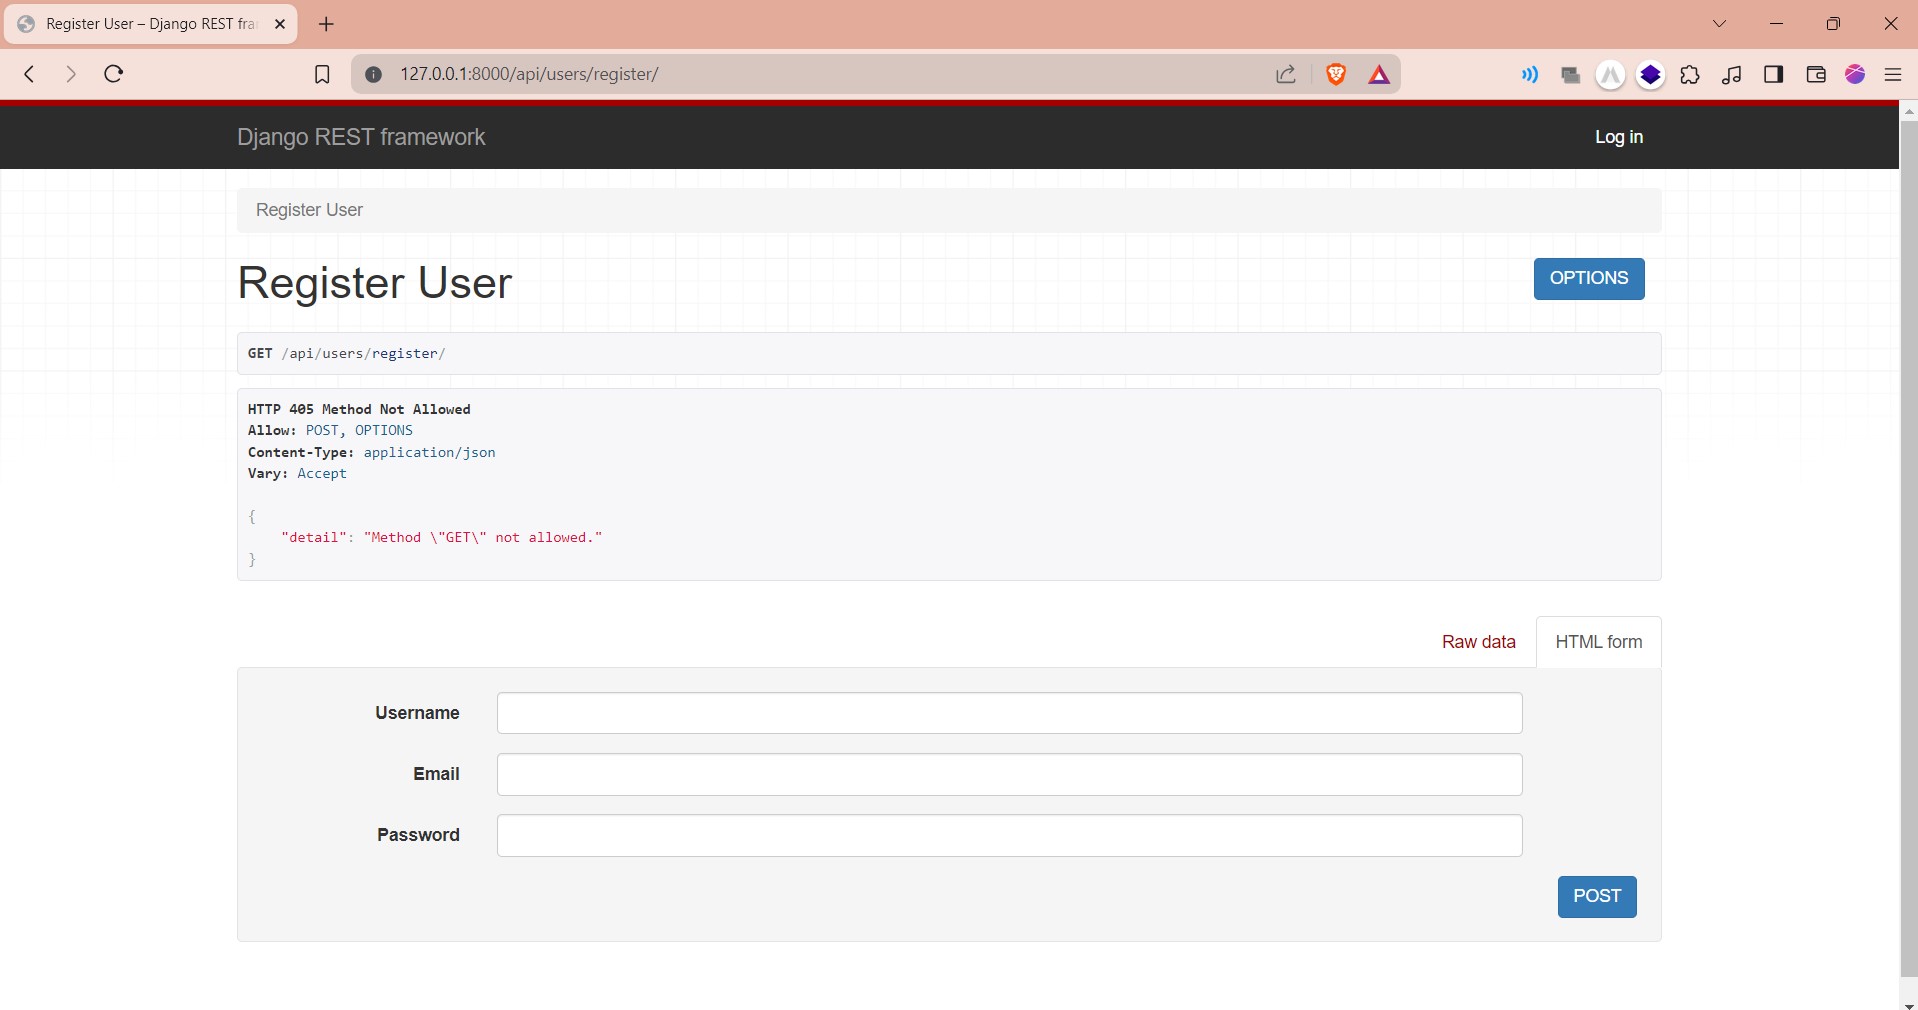 Register User – Django REST fra
127.0.0.1:8000/api/users/register/
Django REST framework
Log in
Register User
Register User
OPTIONS
GET /api/users/register/
HTTP 405 Method Not Allowed
Allow: POST, OPTIONS
Content-Type: application/json
Vary: Accept
{
    "detail": "Method \"GET\" not allowed."
}
Raw data
HTML form
Username
Email
Password
POST